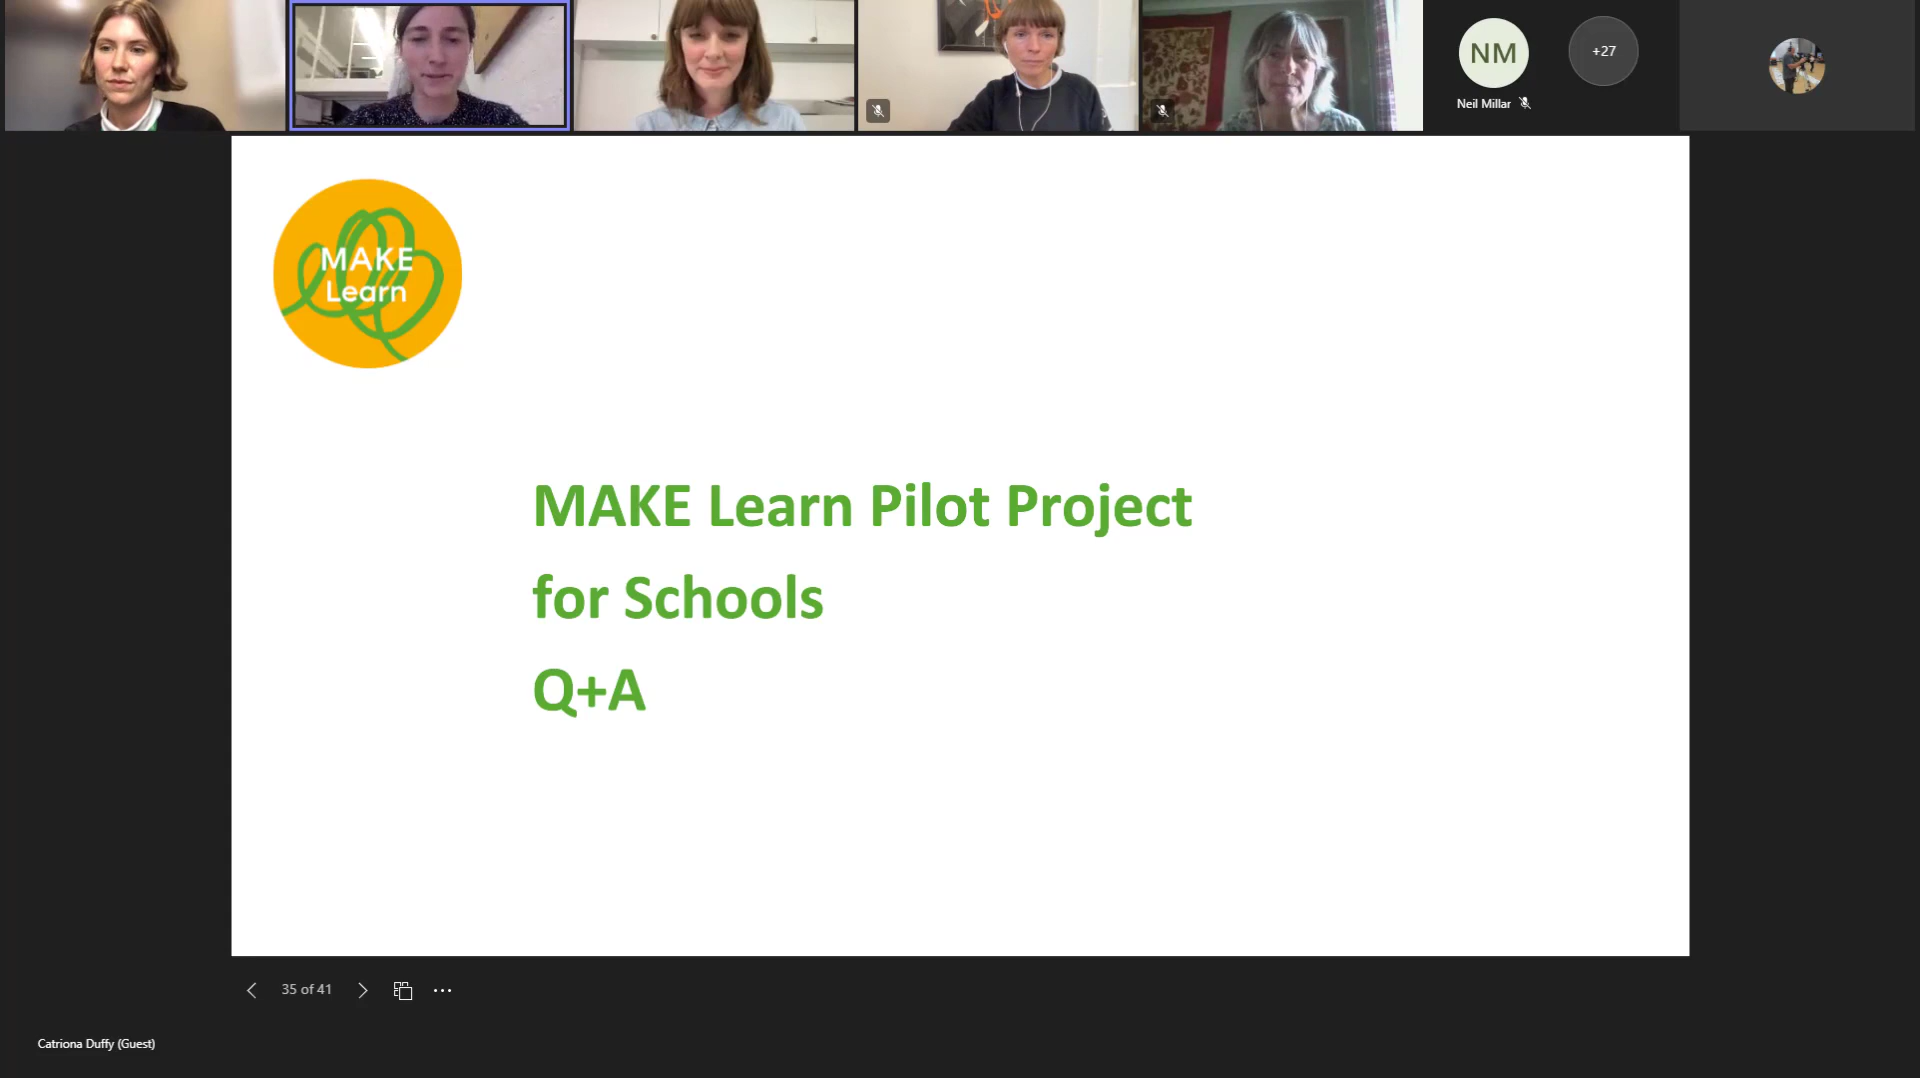 NM
+27
Neil Millar
MAKE
Learn
MAKE Learn Pilot Project
for Schools
Q+A
35 of 41
Catriona Duffy (Guest)